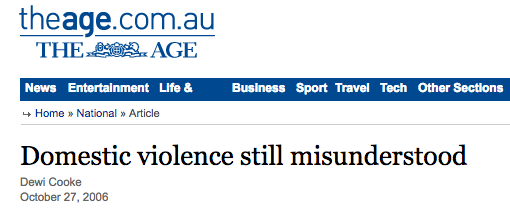 theage.com.au
THE AGE
News Entertainment Life & Business Sport Travel Tech Other Sections
Home » National » Article
Domestic violence still misunderstood
Dewi Cooke
October 27, 2006